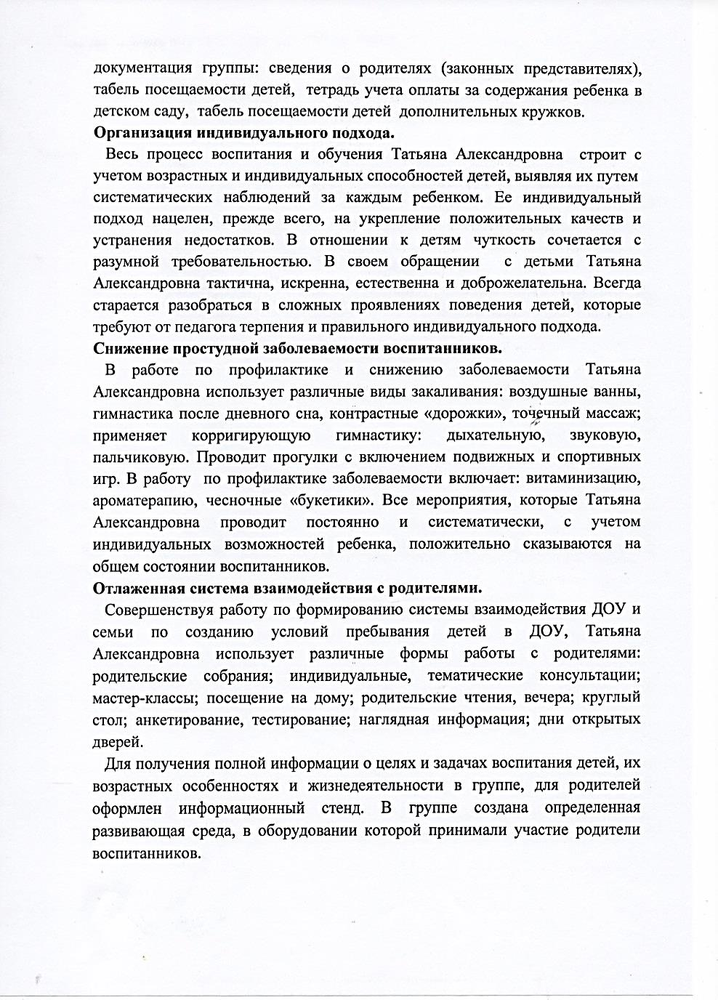 документация группы: сведения о родителях (законных представителях),
табель посещаемости детей, тетрадь учета оплаты за содержания ребенка в
детском саду, табель посещаемости детей дополнительных кружков.
Организация индивидуального подхода.
Весь процесс воспитания и обучения Татьяна Александровна строит с
учетом возрастных и индивидуальных способностей детей, выявляя их путем
систематических наблюдений за каждым ребенком. Ее индивидуальный
подход нацелен, прежде всего, на укрепление положительных качеств и
устранения недостатков. В отношении к детям чуткость сочетается с
разумной требовательностью. В своем обращении с детьми Татьяна
Александровна тактична, искренна, естественна и доброжелательна. Всегда
старается разобраться в сложных проявлениях поведения детей, которые
требуют от педагога терпения и правильного индивидуального подхода.
Снижение простудной заболеваемости воспитанников.
В работе по профилактике и снижению заболеваемости Татьяна
Александровна использует различные виды закаливания: воздушные ванны,
гимнастика после дневного сна, контрастные «дорожки», точечный массаж;
применяет корригирующую гимнастику: дыхательную, звуковую,
пальчиковую. Проводит прогулки с включением подвижных и спортивных
игр. В работу по профилактике заболеваемости включает: витаминизацию,
ароматерапию, чесночные «букетики». Все мероприятия, которые Татьяна
Александровна проводит постоянно и систематически, с учетом
индивидуальных возможностей ребенка, положительно сказываются на
общем состоянии воспитанников.
Отлаженная система взаимодействия с родителями.
Совершенствуя работу по формированию системы взаимодействия ДОУ и
семьи по созданию условий пребывания детей в ДОУ, Татьяна
Александровна использует различные формы работы с родителями:
родительские собрания; индивидуальные, тематические консультации;
мастер-классы; посещение на дому; родительские чтения, вечера; круглый
стол; анкетирование, тестирование; наглядная информация; дни открытых
дверей.
Для получения полной информации о целях и задачах воспитания детей, их
возрастных особенностях и жизнедеятельности в группе, для родителей
оформлен информационный стенд. В группе создана определенная
развивающая среда, в оборудовании которой принимали участие родители
воспитанников.